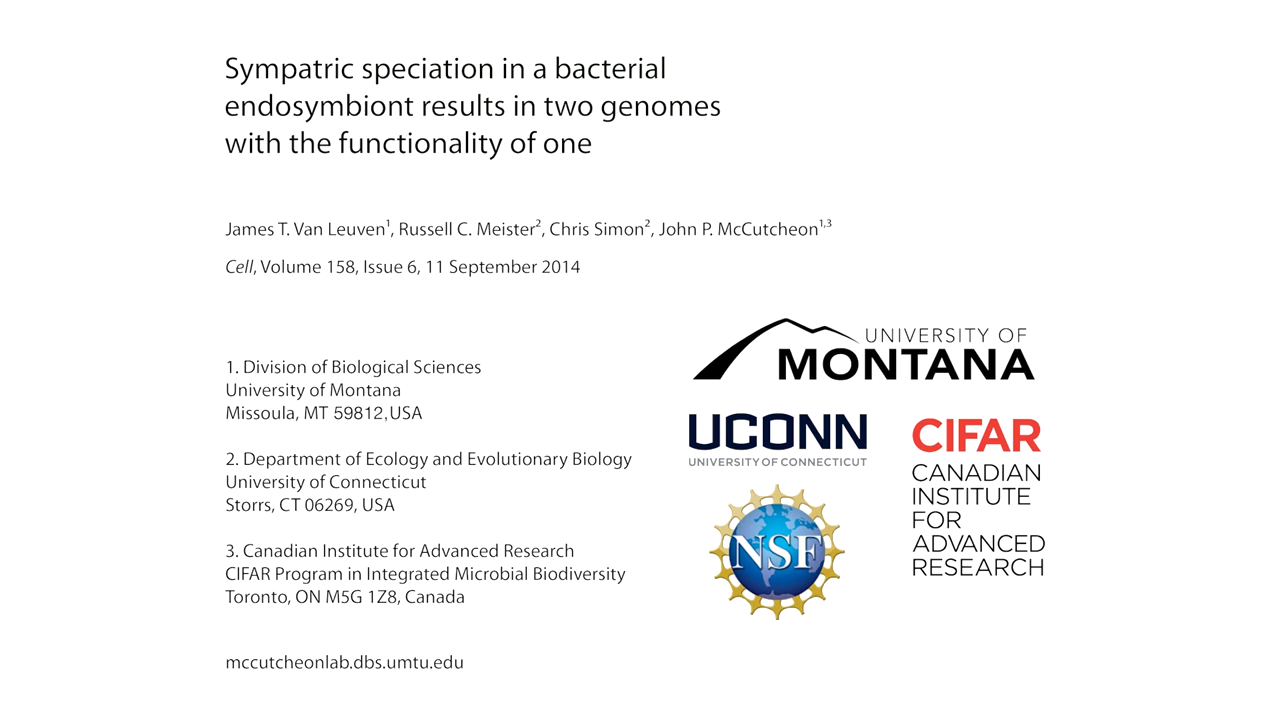 Sympatric speciation in a bacterial
endosymbiont results in two genomes
with the functionality of one
James T. Van Leuven¹, Russell C. Meister², Chris Simon², John P. McCutcheon¹,³
Cell, Volume 158, Issue 6, 11 September 2014
1. Division of Biological Sciences
University of Montana
Missoula, MT 59812, USA
2. Department of Ecology and Evolutionary Biology
University of Connecticut
Storrs, CT 06269, USA
3. Canadian Institute for Advanced Research
CIFAR Program in Integrated Microbial Biodiversity
Toronto, ON M5G 1Z8, Canada
mccutcheonlab.dbs.umtu.edu
UNIVERSITY OF
MONTANA
UCONN
UNIVERSITY OF CONNECTICUT
NSF
CIFAR
CANADIAN
INSTITUTE
FOR
ADVANCED
RESEARCH